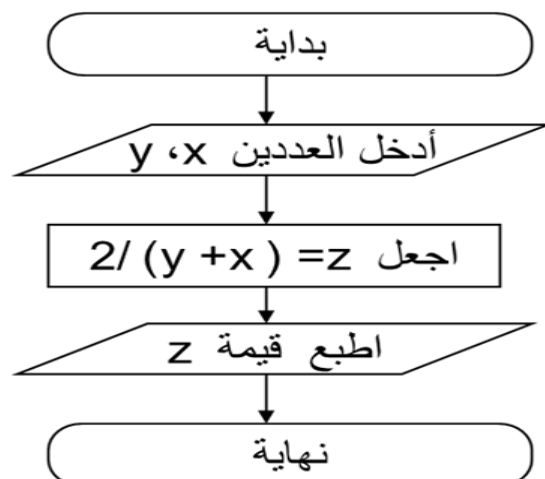 بداية
أدخل العددين x، y
اجعل z= ( x+ y) /2
اطبع قيمة z
نهاية